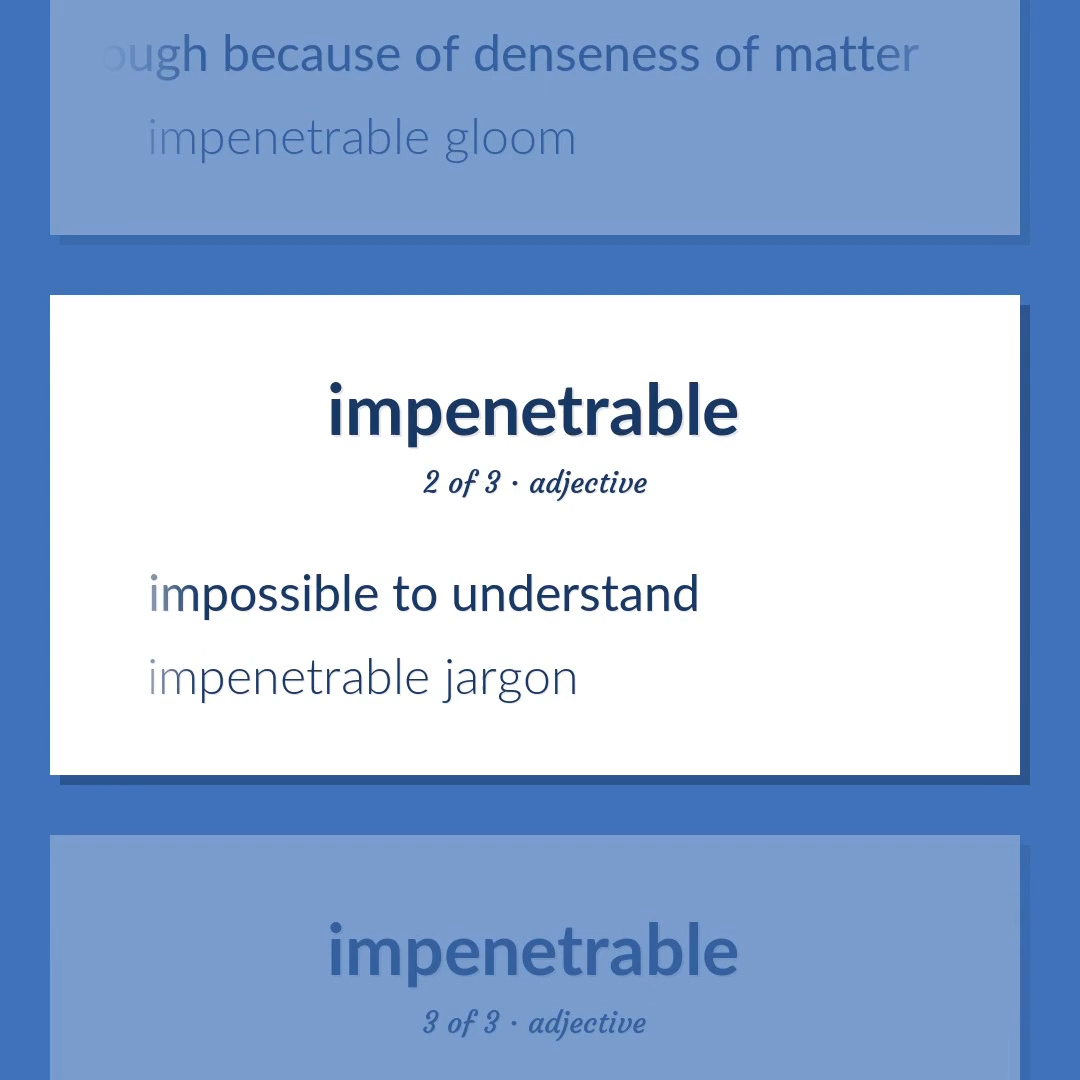 because of denseness of matter
impenetrable gloom
impenetrable
2 of 3 · adjective
impossible to understand
impenetrable jargon
impenetrable
3 of 3 · adjective